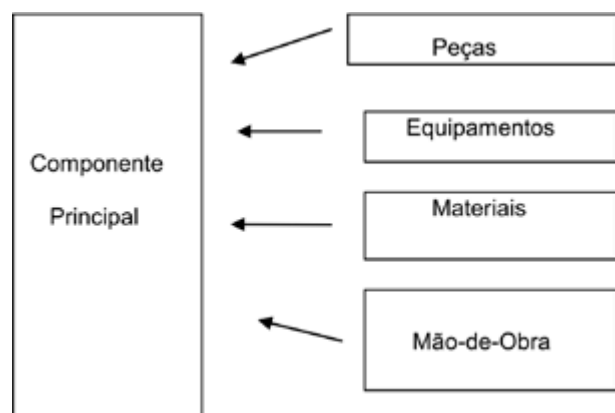 Peças
Equipamentos
Componente
Principal
Materiais
Mão-de-Obra